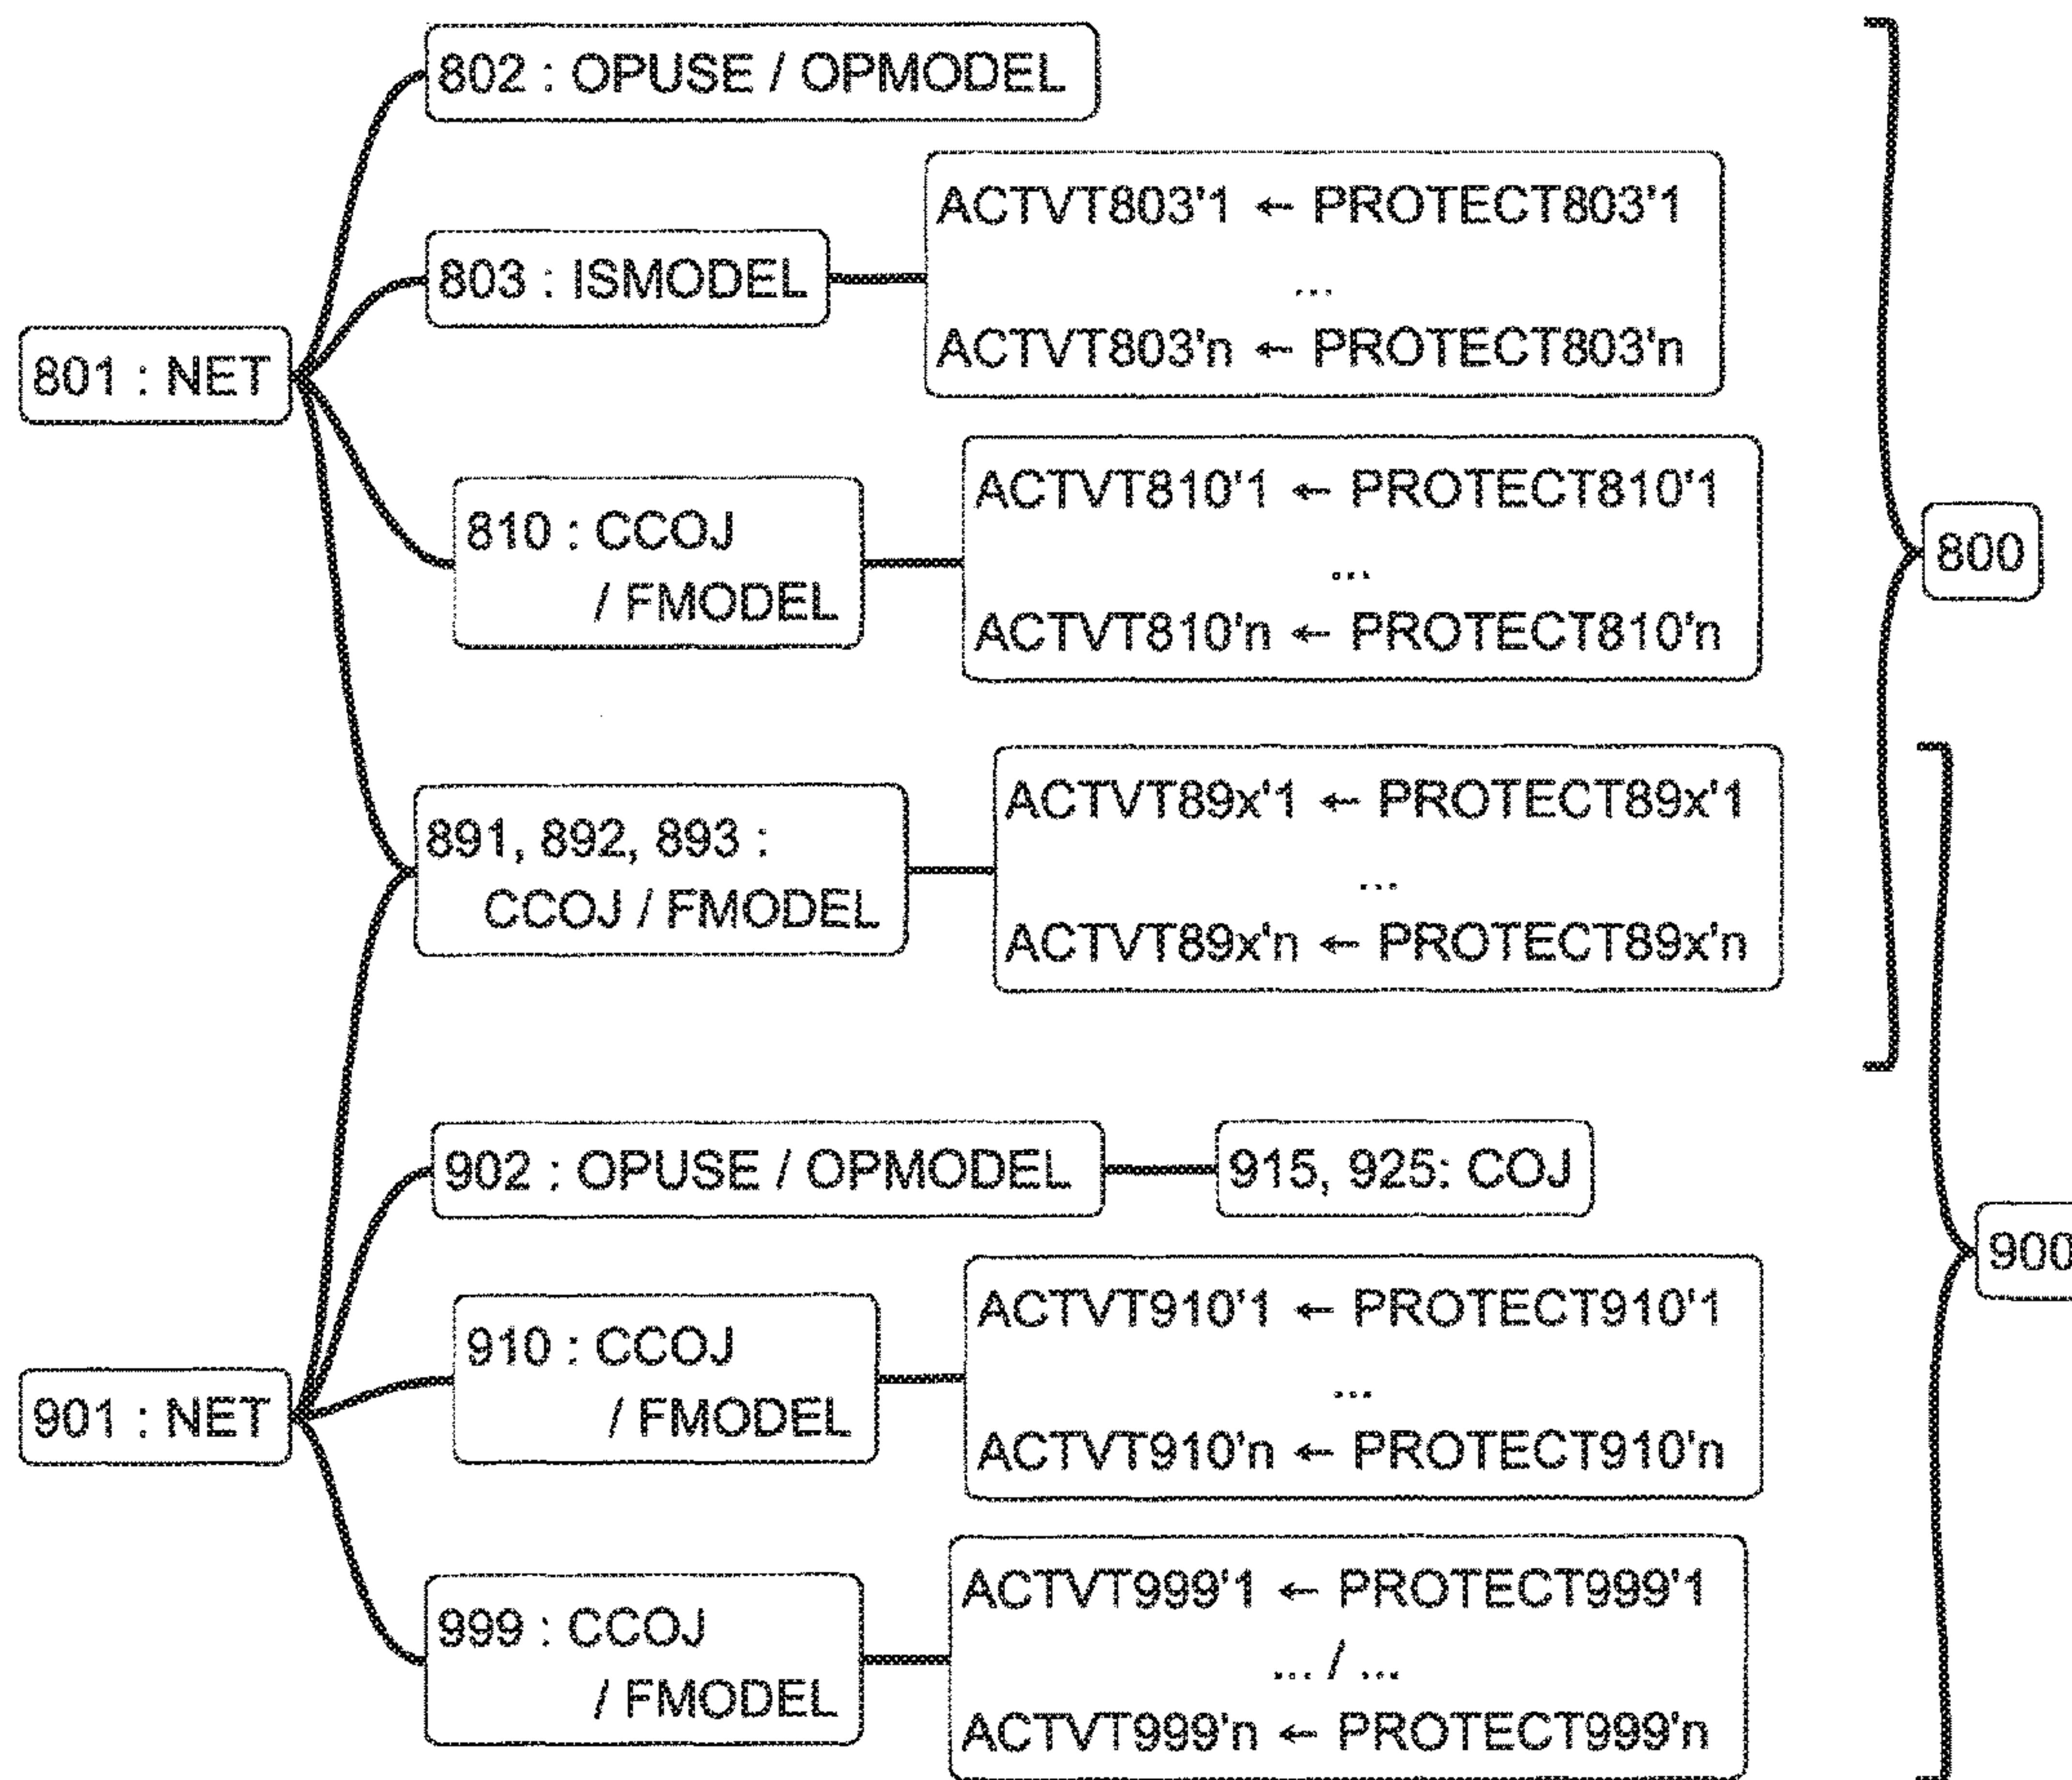 802 : OPUSE / OPMODEL
ACTVT803'1 ← PROTECT803'1
803 : ISMODEL
...
ACTVT803'n ← PROTECT803'n
801 : NET
ACTVT810'1 ← PROTECT810'1
810 : CCOJ
/ FMODEL
...
ACTVT810'n ← PROTECT810'n
800
ACTVT89x'1 ← PROTECT89x'1
891, 892, 893 :
CCOJ / FMODEL
...
ACTVT89x'n ← PROTECT89x'n
902 : OPUSE / OPMODEL
915, 925: COJ
900
ACTVT910'1 ← PROTECT910'1
910 : CCOJ
/ FMODEL
...
ACTVT910'n ← PROTECT910'n
901 : NET
ACTVT999'1 ← PROTECT999'1
999 : CCOJ
/ FMODEL
... / ...
ACTVT999'n ← PROTECT999'n